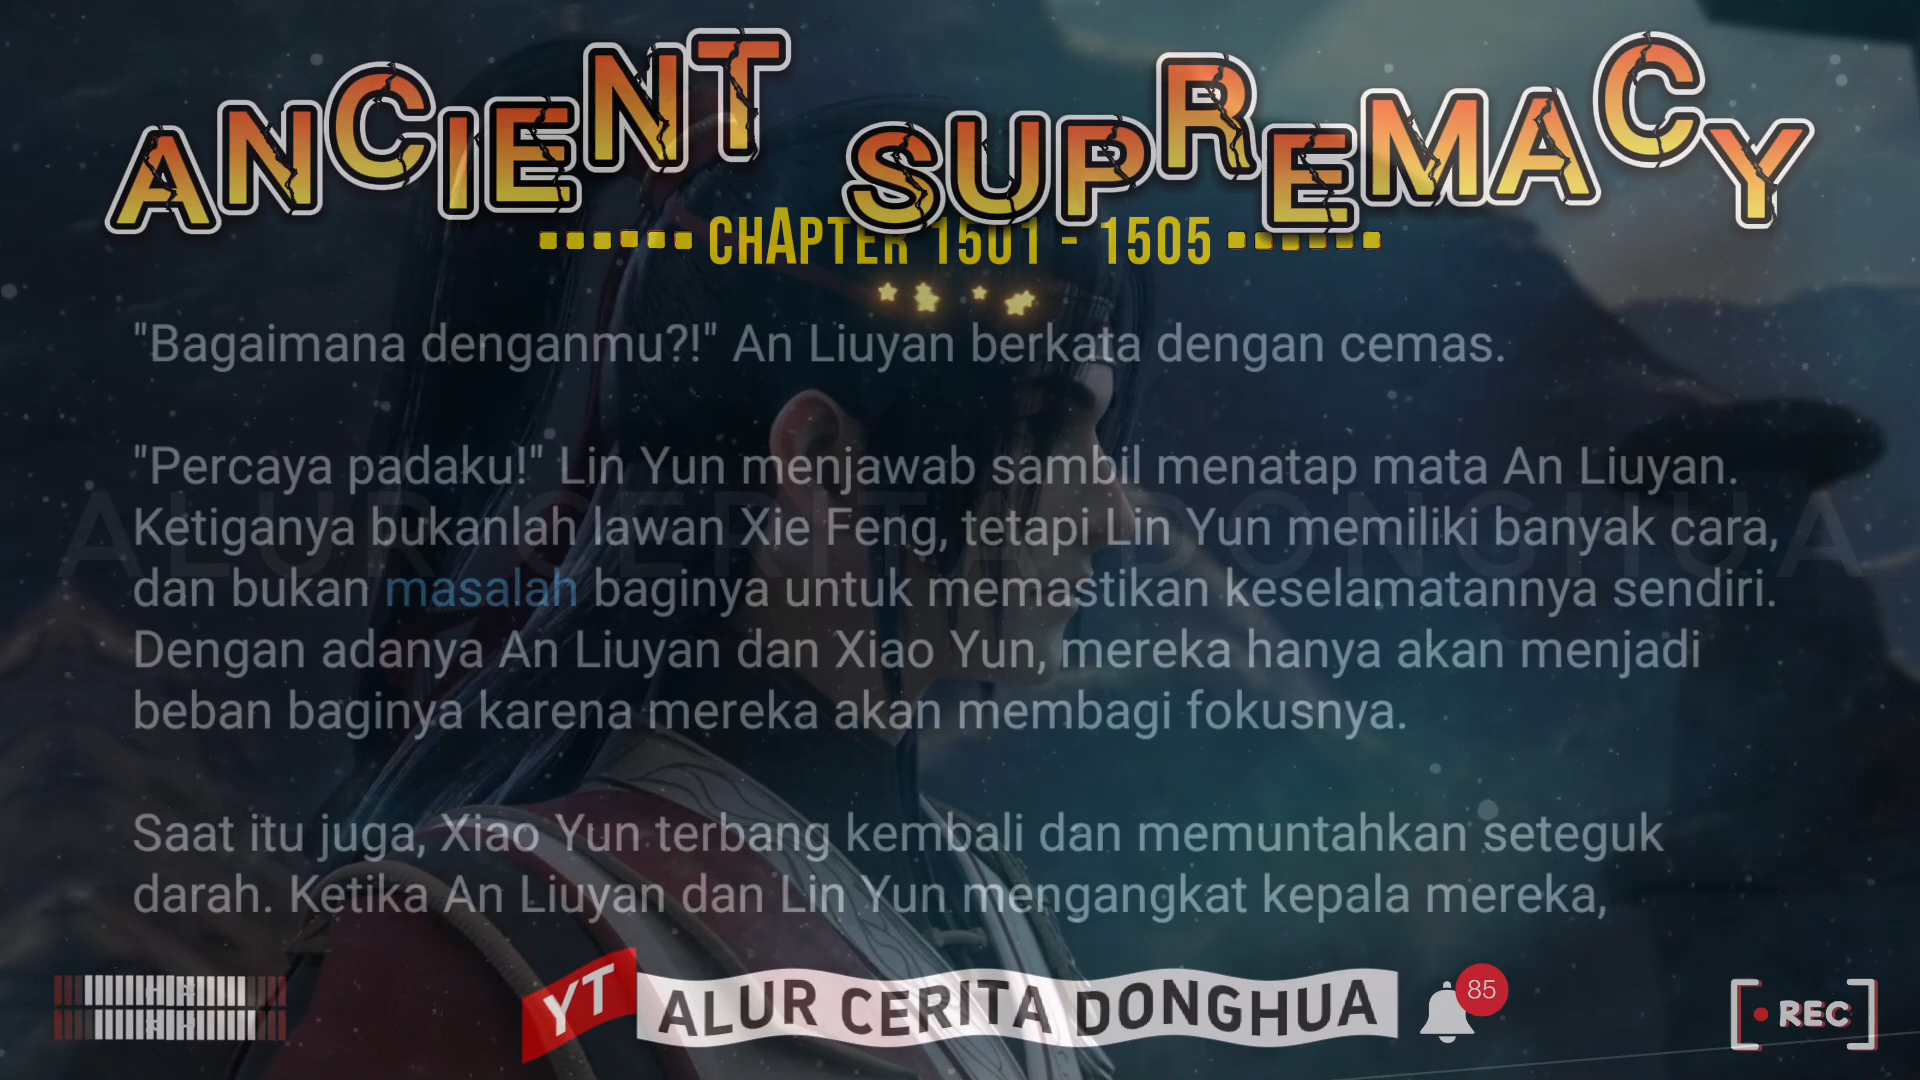 ANCIENT SUPREMACY
CHAPTER 1501 - 1505
"Bagaimana denganmu?!" An Liuyan berkata dengan cemas.
"Percaya padaku!" Lin Yun menjawab sambil menatap mata An Liuyan.
Ketiganya bukanlah lawan Xie Feng, tetapi Lin Yun memiliki banyak cara,
dan bukan masalah baginya untuk memastikan keselamatannya sendiri.
Dengan adanya An Liuyan dan Xiao Yun, mereka hanya akan menjadi
beban baginya karena mereka akan membagi fokusnya.
Saat itu juga, Xiao Yun terbang kembali dan memuntahkan seteguk
darah. Ketika An Liuyan dan Lin Yun mengangkat kepala mereka,
ALUR CERITA DONGHUA
YT ALUR CERITA DONGHUA
85
REC